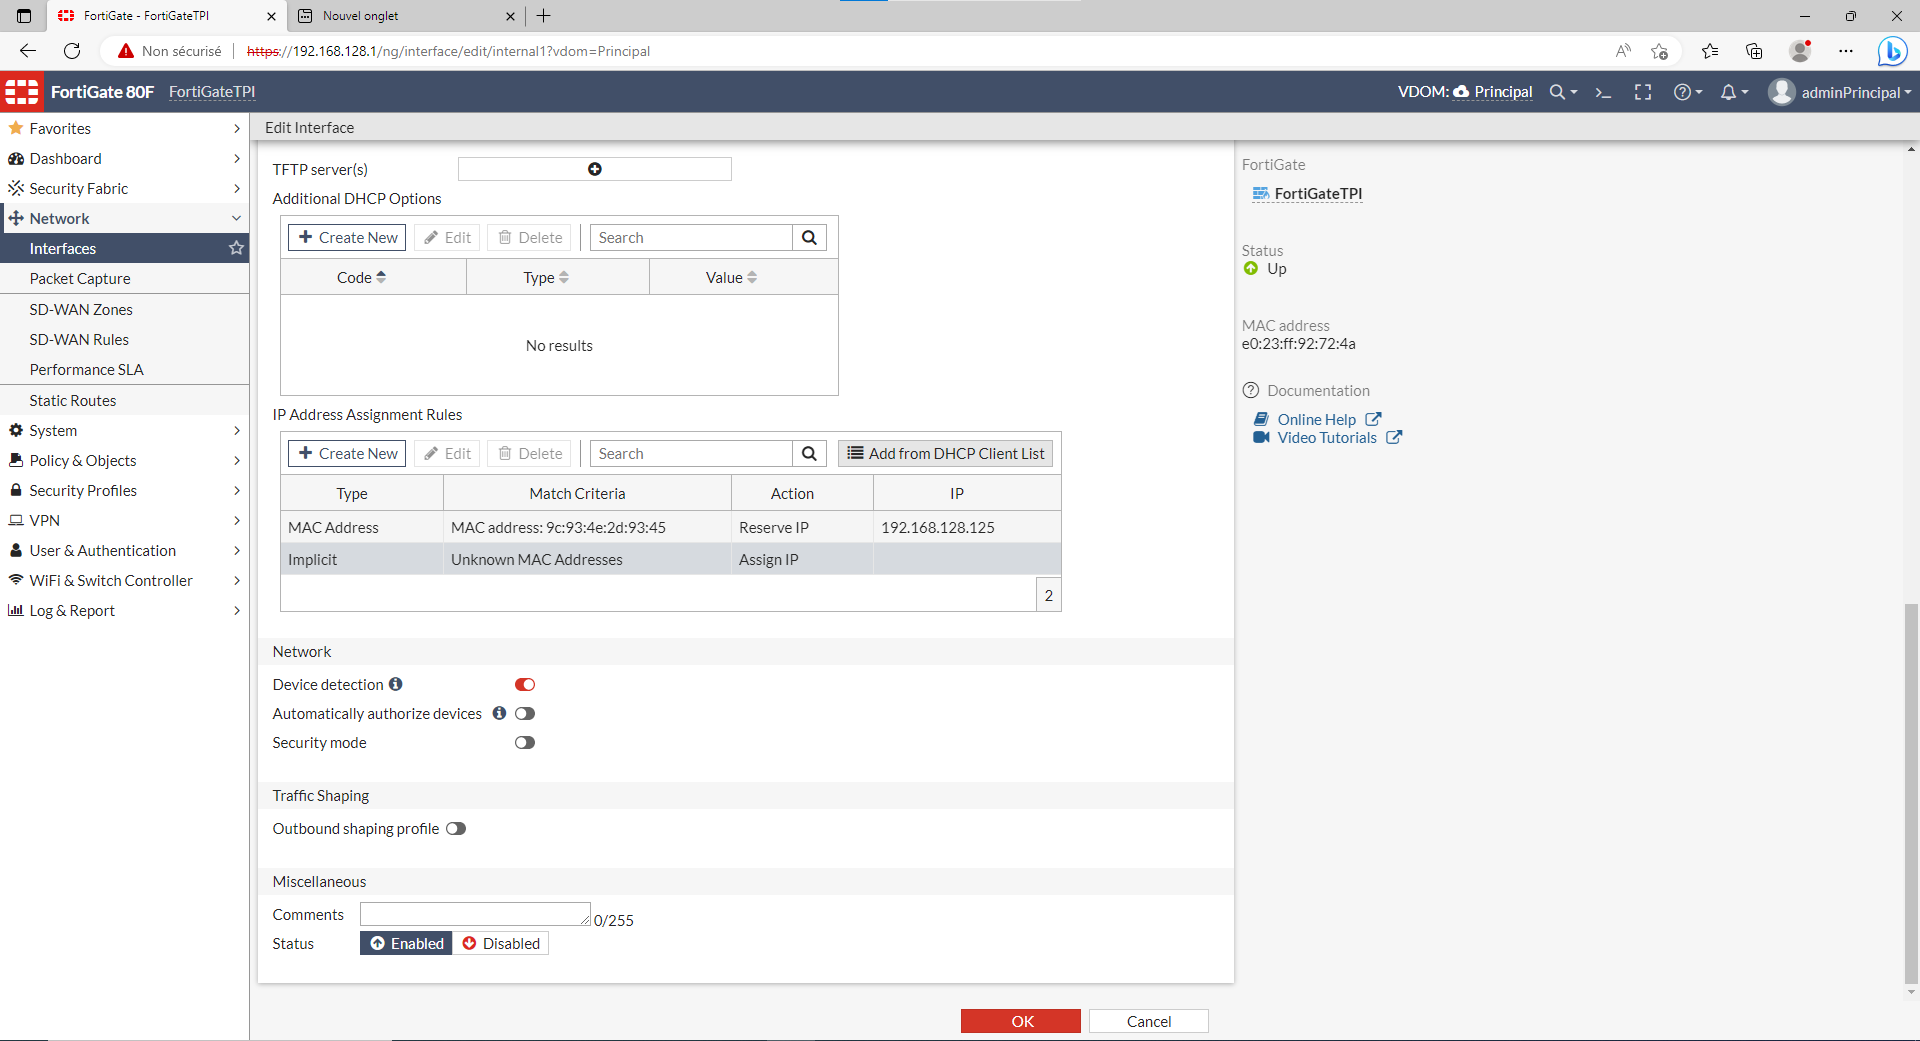 FortiGate - FortiGateTPI
Nouvel onglet
Non sécurisé
https://192.168.128.1/ng/interface/edit/internal1?vdom=Principal
FortiGate 80F FortiGateTPI
VDOM: Principal
adminPrincipal
Favorites
Dashboard
Security Fabric
Network
Interfaces
Packet Capture
SD-WAN Zones
SD-WAN Rules
Performance SLA
Static Routes
System
Policy & Objects
Security Profiles
VPN
User & Authentication
WiFi & Switch Controller
Log & Report
Edit Interface
TFTP server(s)
Additional DHCP Options
Create New Edit Delete Search
Code Type Value
No results
IP Address Assignment Rules
Create New Edit Delete Search Add from DHCP Client List
Type Match Criteria Action IP
MAC Address MAC address: 9c:93:4e:2d:93:45 Reserve IP 192.168.128.125
Implicit Unknown MAC Addresses Assign IP
2
Network
Device detection
Automatically authorize devices
Security mode
Traffic Shaping
Outbound shaping profile
Miscellaneous
Comments 0/255
Status Enabled Disabled
OK Cancel
FortiGate
FortiGateTPI
Status
Up
MAC address
e0:23:ff:92:72:4a
Documentation
Online Help
Video Tutorials